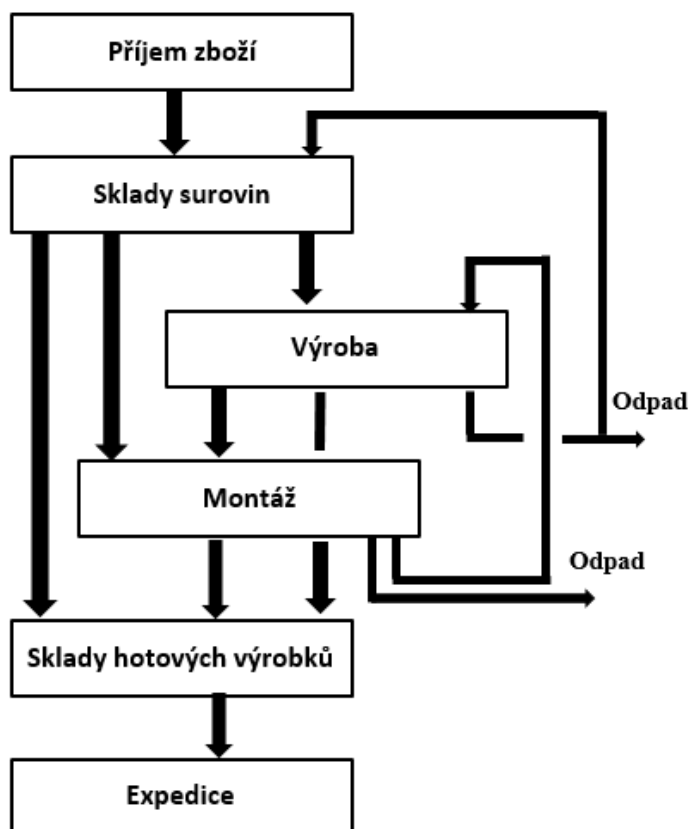 Příjem zboží
Sklady surovin
Výroba
Odpad
Montáž
Odpad
Sklady hotových výrobků
Expedice